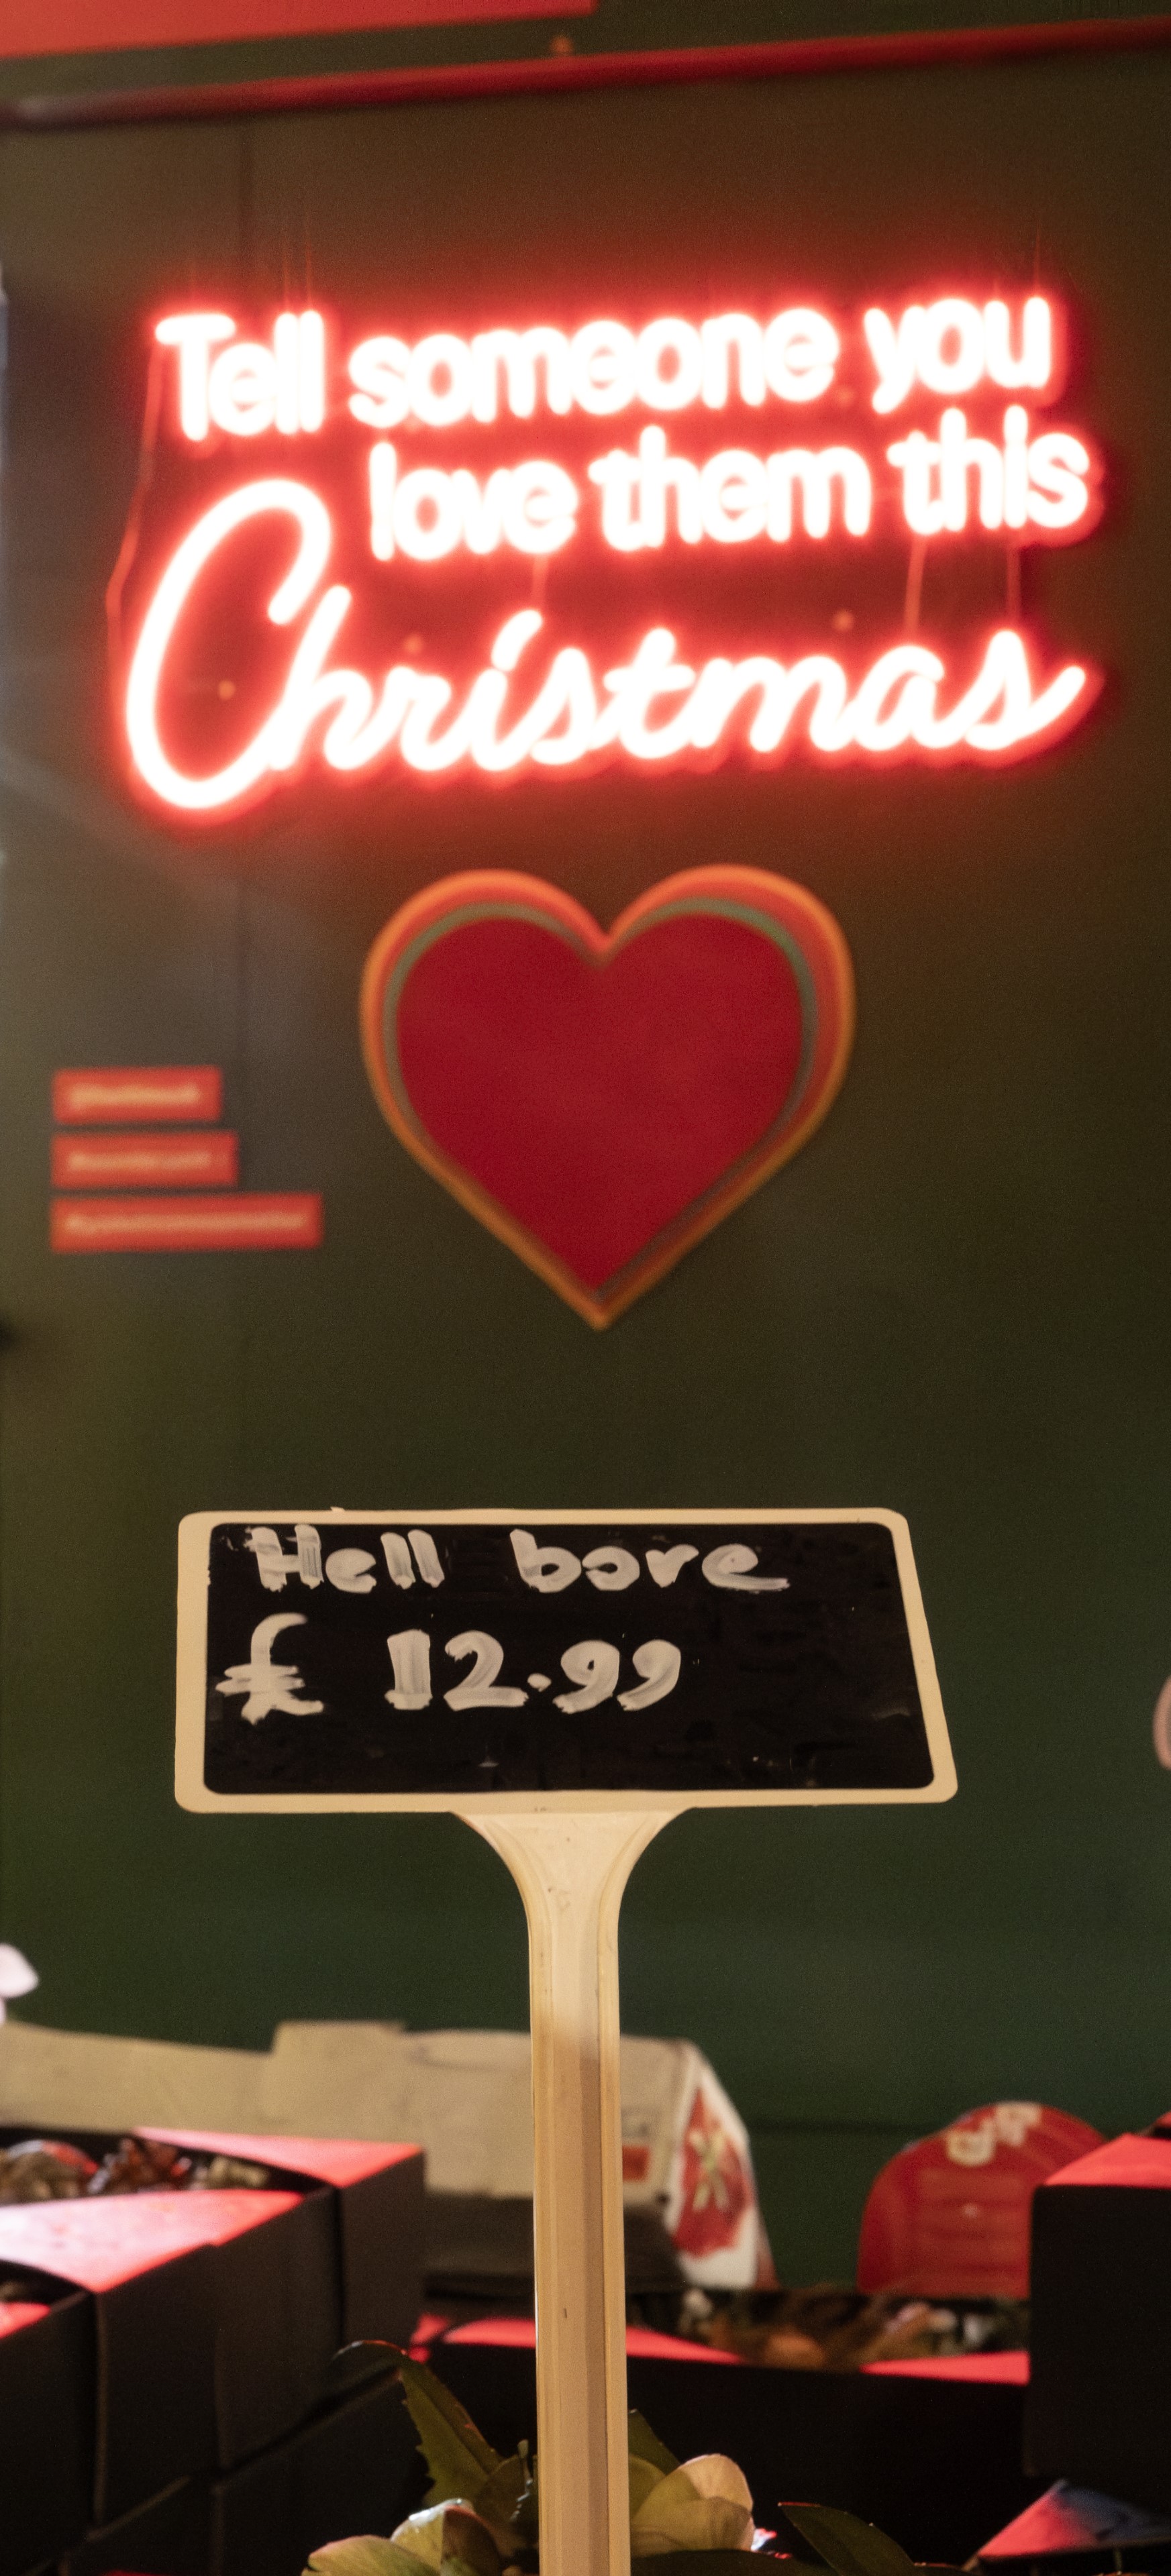 Tell someone you
love them this
Christmas
Hell bore
£ 12.99